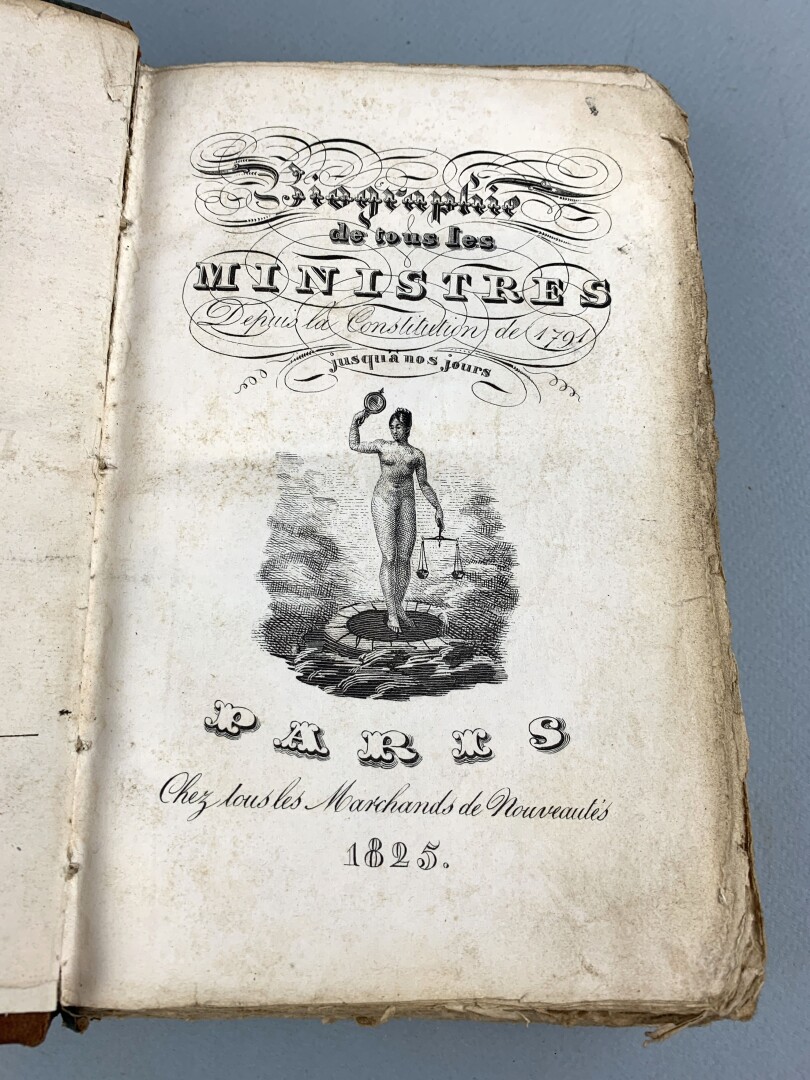 Biographie
de tous les
MINISTRES
Depuis la Constitution de 1791
jusqu'à nos jours
PARIS
Chez tous les Marchands de Nouveautés
1825.